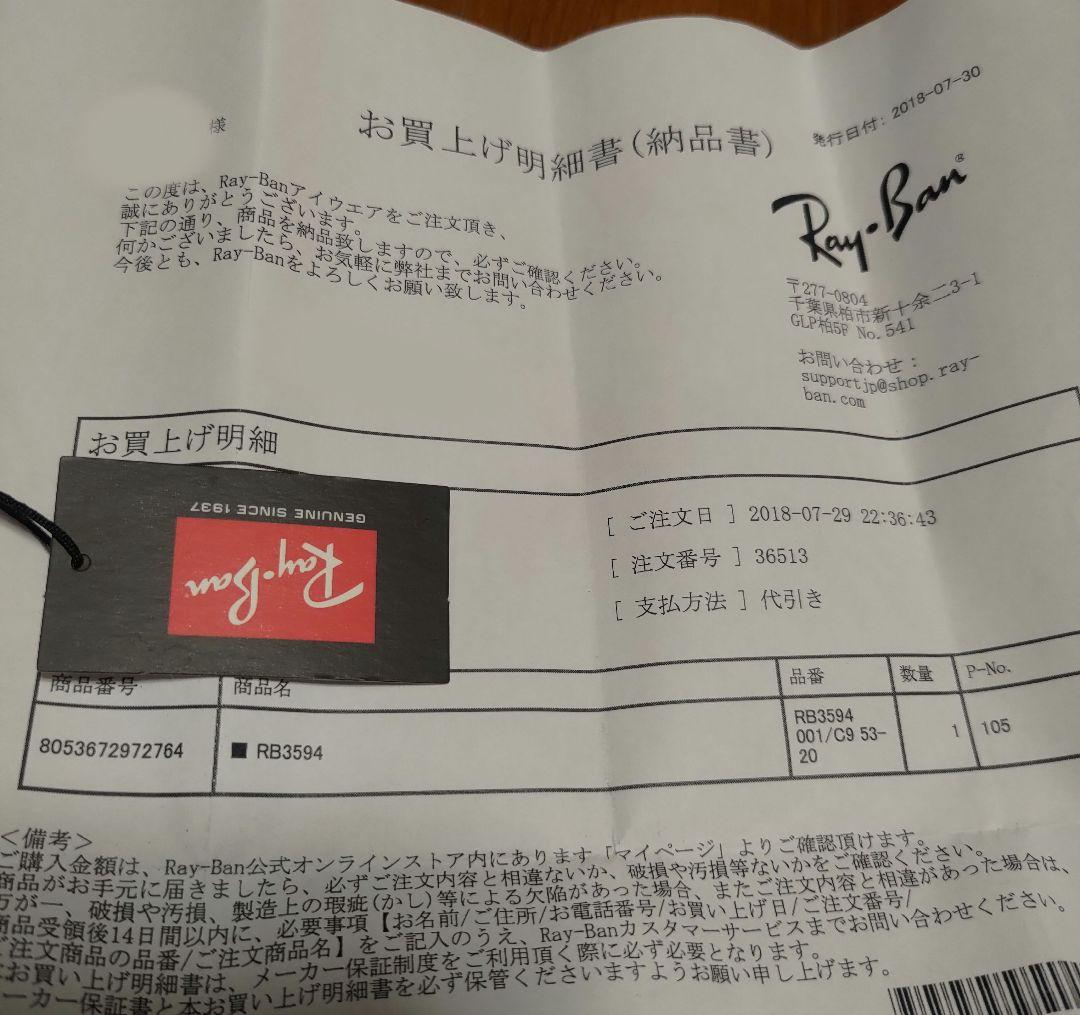 様
お買上げ明細書(納品書)
発行日付: 2018-07-30
この度は、Ray-Banアイウエアをご注文頂き、
誠にありがとうございます。
下記の通り、商品を納品致しますので、必ずご確認ください。
何かございましたら、お気軽に弊社までお問い合わせください。
今後とも、Ray-Banをよろしくお願い致します。
Ray-Ban®
〒277-0804
千葉県柏市新十余二3-1
GLP柏5F No.541
お問い合わせ：
supportjp@shop.ray-
ban.com
お買上げ明細
GENUINE SINCE 1937
Ray-Ban
[ ご注文日 ] 2018-07-29 22:36:43
[ 注文番号 ] 36513
[ 支払方法 ] 代引き
商品番号 商品名 品番 数量 P-No.
8053672972764 ■ RB3594 RB3594 001/C9 53-20 1 105
＜備考＞
ご購入金額は、Ray-Ban公式オンラインストア内にあります「マイページ」よりご確認頂けます。
商品がお手元に届きましたら、必ずご注文内容と相違ないか、破損や汚損等ないかをご確認ください。
万が一、破損や汚損、製造上の瑕疵(かし)等による欠陥があった場合、またご注文内容と相違があった場合は、
商品受領後14日間以内に、必要事項【お名前/ご住所/お電話番号/お買い上げ日/ご注文番号/
ご注文商品の品番/ご注文商品名】をご記入のうえ、Ray-Banカスタマーサービスまでお問い合わせください。
お買い上げ明細書は、メーカー保証制度をご利用頂く際に必ず必要となります。
メーカー保証書と本お買い上げ明細書を必ず保管くださいますようお願い申し上げます。